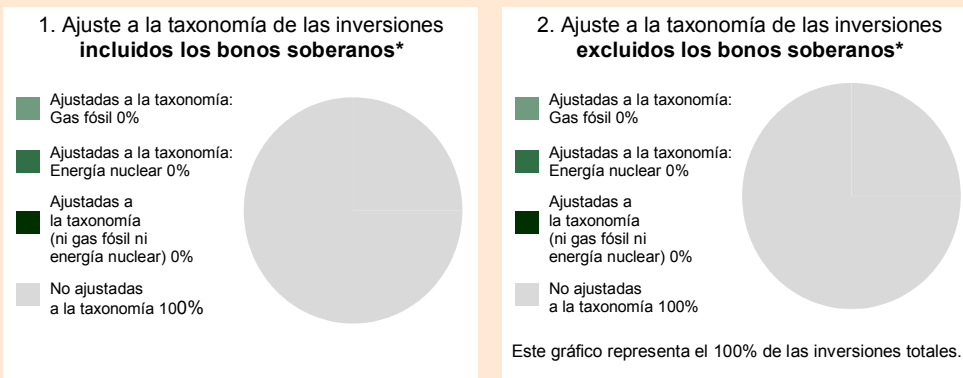 1. Ajuste a la taxonomía de las inversiones
incluidos los bonos soberanos*
Ajustadas a la taxonomía:
Gas fósil 0%
Ajustadas a la taxonomía:
Energía nuclear 0%
Ajustadas a
la taxonomía
(ni gas fósil ni
energía nuclear) 0%
No ajustadas
a la taxonomía 100%
2. Ajuste a la taxonomía de las inversiones
excluidos los bonos soberanos*
Ajustadas a la taxonomía:
Gas fósil 0%
Ajustadas a la taxonomía:
Energía nuclear 0%
Ajustadas a
la taxonomía
(ni gas fósil ni
energía nuclear) 0%
No ajustadas
a la taxonomía 100%
Este gráfico representa el 100% de las inversiones totales.